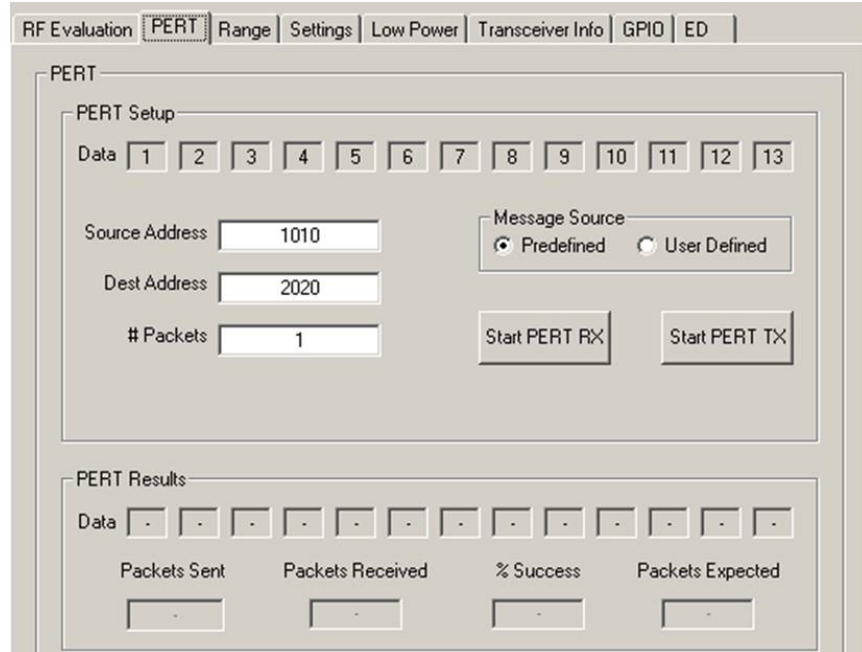 RF Evaluation PERT Range Settings Low Power Transceiver Info GPIO ED
PERT
PERT Setup
Data 1 2 3 4 5 6 7 8 9 10 11 12 13
Message Source
Source Address 1010 Predefined User Defined
Dest Address 2020
# Packets 1 Start PERT RX Start PERT TX
PERT Results
Data - - - - - - - - - - - - -
Packets Sent Packets Received % Success Packets Expected
- - - -